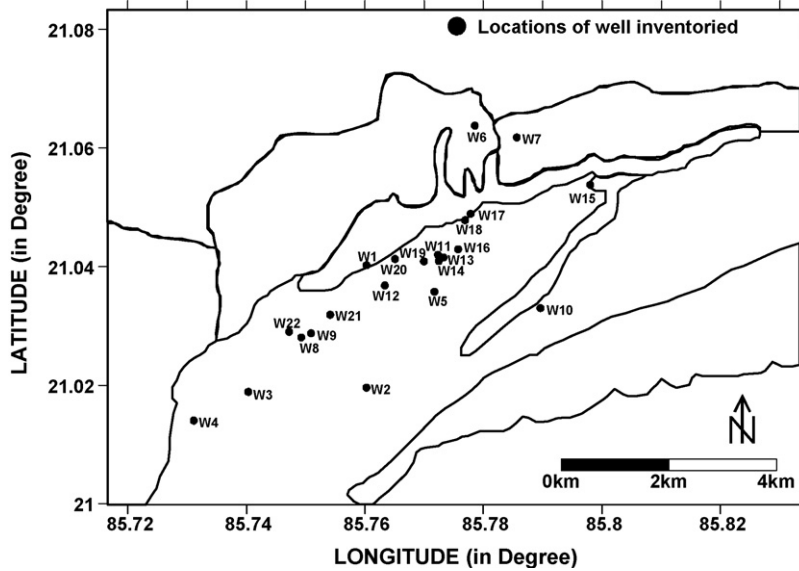 21.08
Locations of well inventoried
21.06
W6
W7
W15
W17
W18
W16
21.04
W1
W19
W11
W13
W20
W14
W12
W5
W10
W21
W22
W9
W8
21.02
W3
W2
W4
N
21
0km
2km
4km
85.72
85.74
85.76
85.78
85.8
85.82
LONGITUDE (in Degree)
LATITUDE (in Degree)